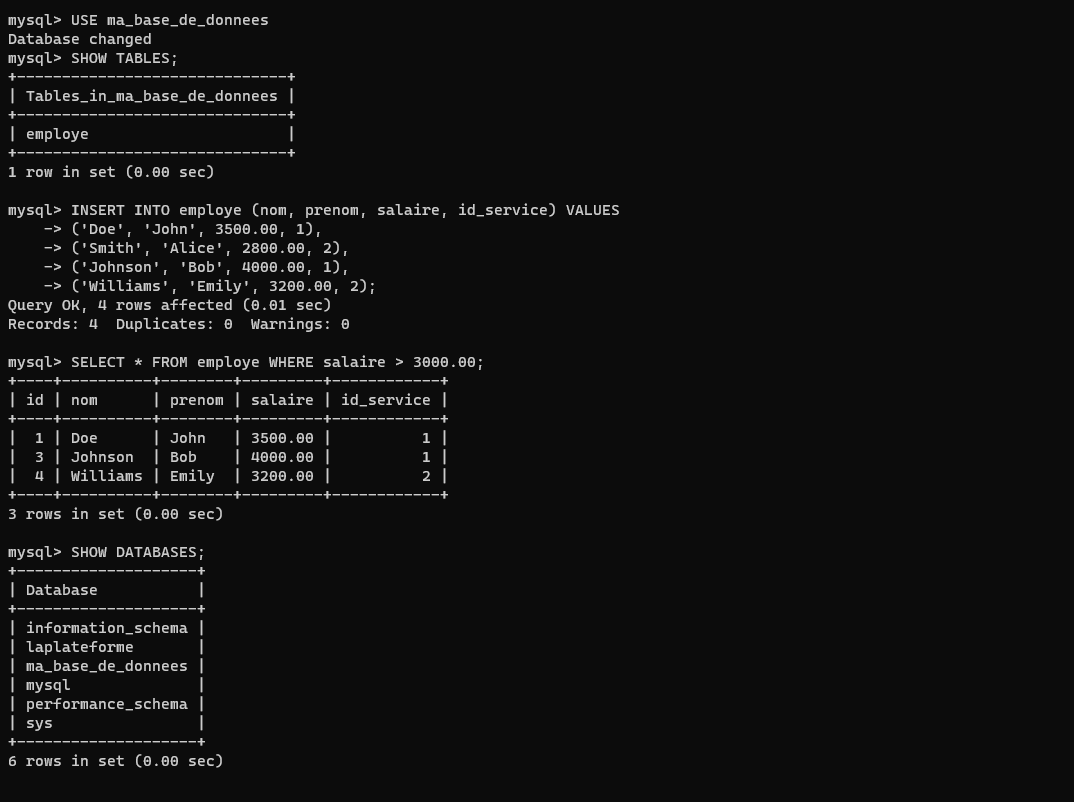 mysql> USE ma_base_de_donnees
Database changed
mysql> SHOW TABLES;
+------------------------------+
| Tables_in_ma_base_de_donnees |
+------------------------------+
| employe                      |
+------------------------------+
1 row in set (0.00 sec)

mysql> INSERT INTO employe (nom, prenom, salaire, id_service) VALUES
    -> ('Doe', 'John', 3500.00, 1),
    -> ('Smith', 'Alice', 2800.00, 2),
    -> ('Johnson', 'Bob', 4000.00, 1),
    -> ('Williams', 'Emily', 3200.00, 2);
Query OK, 4 rows affected (0.01 sec)
Records: 4  Duplicates: 0  Warnings: 0

mysql> SELECT * FROM employe WHERE salaire > 3000.00;
+----+----------+--------+---------+------------+
| id | nom      | prenom | salaire | id_service |
+----+----------+--------+---------+------------+
|  1 | Doe      | John   | 3500.00 |          1 |
|  3 | Johnson  | Bob    | 4000.00 |          1 |
|  4 | Williams | Emily  | 3200.00 |          2 |
+----+----------+--------+---------+------------+
3 rows in set (0.00 sec)

mysql> SHOW DATABASES;
+--------------------+
| Database           |
+--------------------+
| information_schema |
| laplateforme       |
| ma_base_de_donnees |
| mysql              |
| performance_schema |
| sys                |
+--------------------+
6 rows in set (0.00 sec)